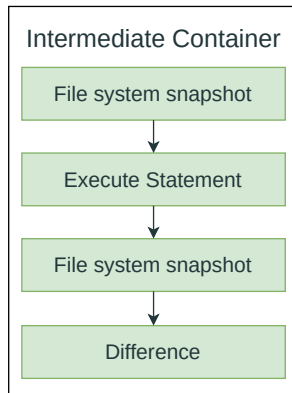 Intermediate Container
File system snapshot
Execute Statement
File system snapshot
Difference